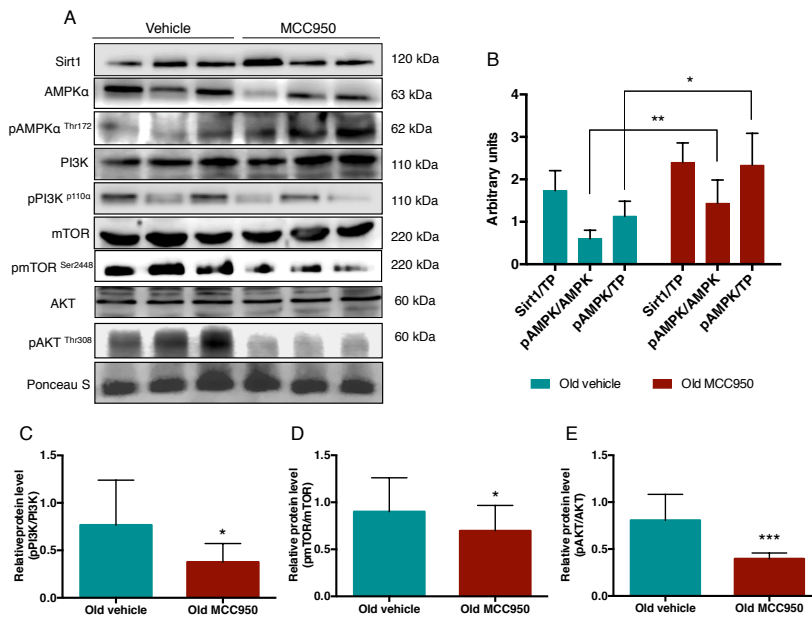 A
Vehicle MCC950
Sirt1 120 kDa
AMPKα 63 kDa
pAMPKα Thr172 62 kDa
PI3K 110 kDa
pPI3K p110α 110 kDa
mTOR 220 kDa
pmTOR Ser2448 220 kDa
AKT 60 kDa
pAKT Thr308 60 kDa
Ponceau S
B
Arbitrary units
4
3
2
1
0
* 
**
Sirt1/TP
pAMPK/AMPK
pAMPK/TP
Sirt1/TP
pAMPK/AMPK
pAMPK/TP
Old vehicle Old MCC950
C
Relative protein level
(pPI3K/PI3K)
1.5
1.0
0.5
0.0
*
Old vehicle Old MCC950
D
Relative protein level
(pmTOR/mTOR)
1.5
1.0
0.5
0.0
*
Old vehicle Old MCC950
E
Relative protein level
(pAKT/AKT)
1.5
1.0
0.5
0.0
***
Old vehicle Old MCC950